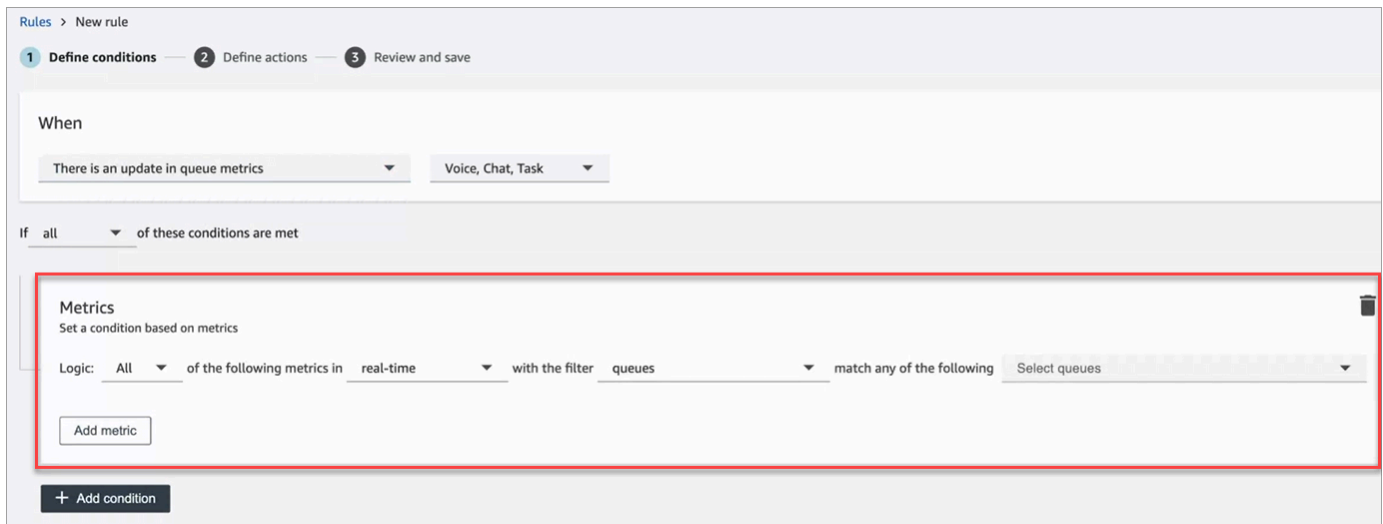 Rules > New rule
1 Define conditions 2 Define actions 3 Review and save
When
There is an update in queue metrics Voice, Chat, Task
If all of these conditions are met
Metrics
Set a condition based on metrics
Logic: All of the following metrics in real-time with the filter queues match any of the following Select queues
Add metric
+ Add condition